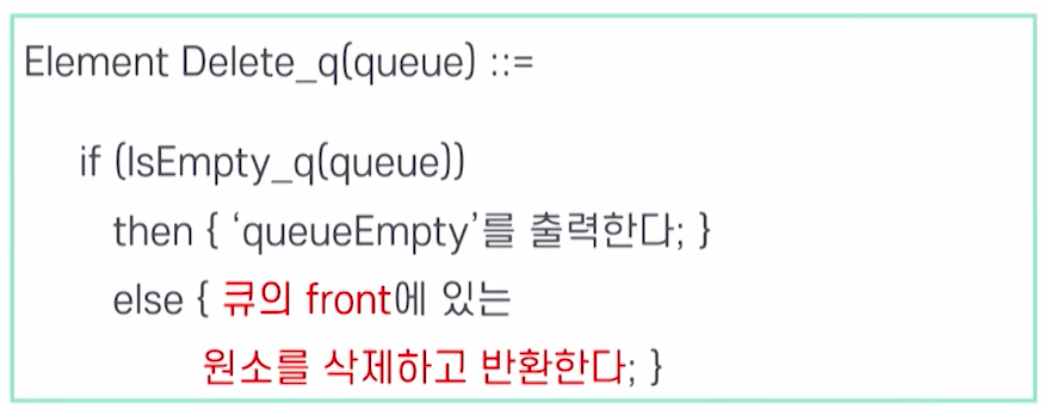 Element Delete_q(queue) ::=
if (IsEmpty_q(queue))
then { ‘queueEmpty’를 출력한다; }
else { 큐의 front에 있는
원소를 삭제하고 반환한다; }